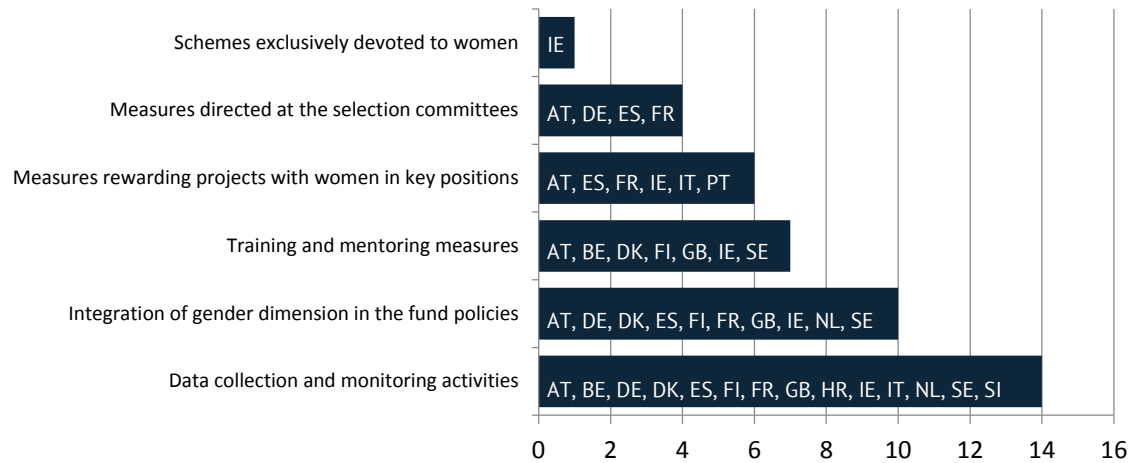 Schemes exclusively devoted to women
IE
Measures directed at the selection committees
AT, DE, ES, FR
Measures rewarding projects with women in key positions
AT, ES, FR, IE, IT, PT
Training and mentoring measures
AT, BE, DK, FI, GB, IE, SE
Integration of gender dimension in the fund policies
AT, DE, DK, ES, FI, FR, GB, IE, NL, SE
Data collection and monitoring activities
AT, BE, DE, DK, ES, FI, FR, GB, HR, IE, IT, NL, SE, SI
0 2 4 6 8 10 12 14 16